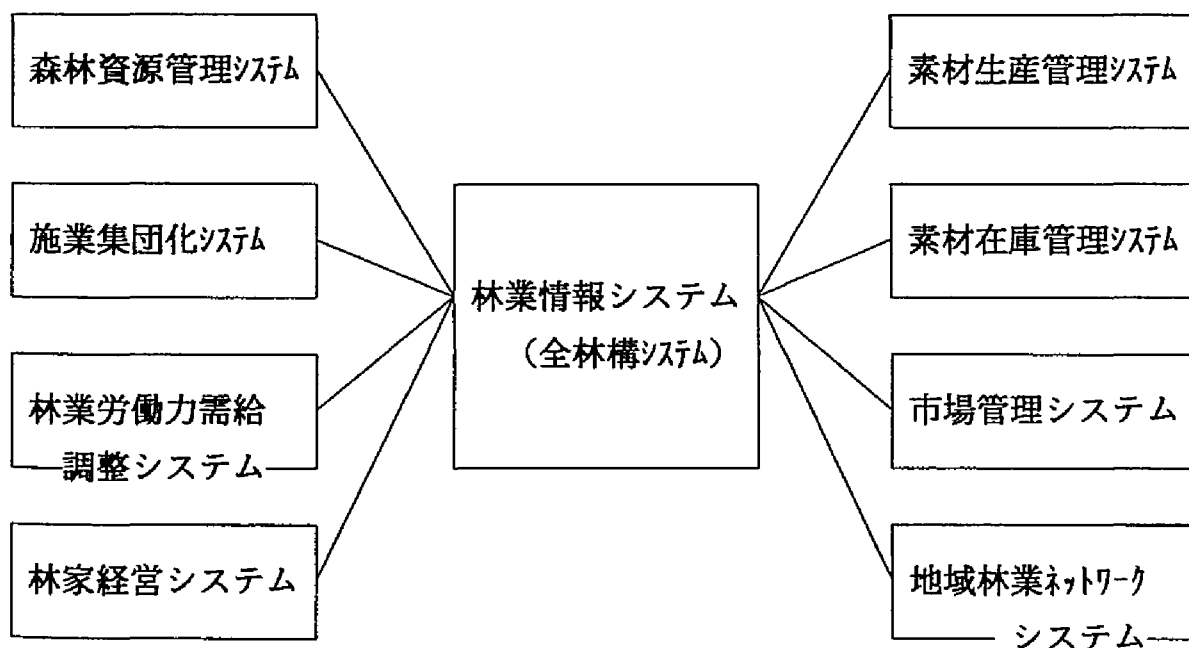 森林資源管理ｼｽﾃﾑ
施業集団化ｼｽﾃﾑ
林業労働力需給
調整システム
林家経営システム
林業情報システム
（全林構ｼｽﾃﾑ）
素材生産管理ｼｽﾃﾑ
素材在庫管理ｼｽﾃﾑ
市場管理システム
地域林業ﾈｯﾄﾜｰｸ
システム